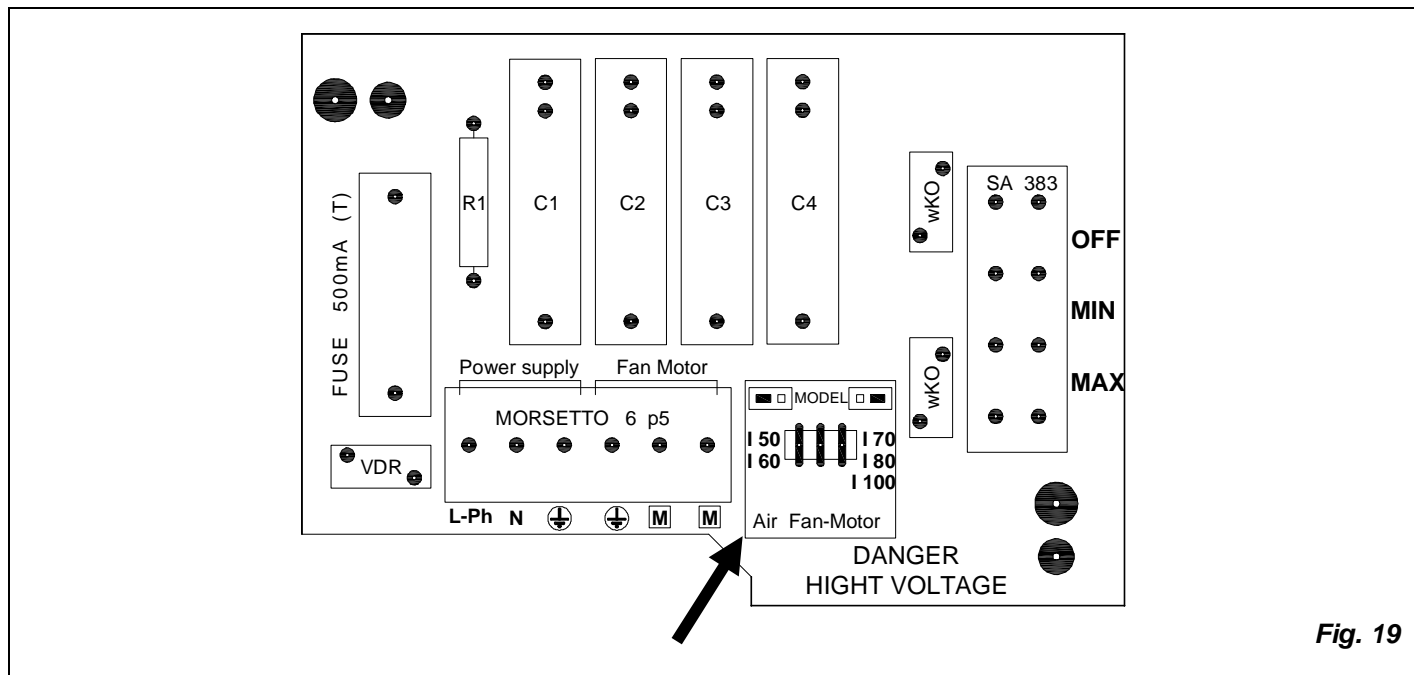 FUSE 500mA (T)
R1
C1
C2
C3
C4
wKO
wKO
SA 383
OFF
MIN
MAX
Power supply
Fan Motor
MORSETTO 6 p5
VDR
L-Ph
N
M
M
MODEL
I 50
I 60
I 70
I 80
I 100
Air Fan-Motor
DANGER
HIGHT VOLTAGE
Fig. 19